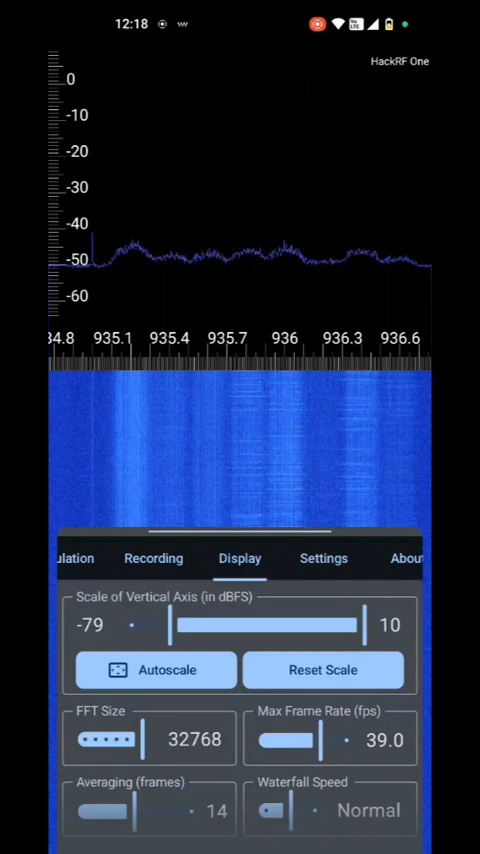 12:18
Vo
LTE
HackRF One
0
-10
-20
-30
-40
-50
-60
34.8 935.1 935.4 935.7 936 936.3 936.6
ulation Recording Display Settings Abou
Scale of Vertical Axis (in dBFS)
-79 10
Autoscale Reset Scale
FFT Size Max Frame Rate (fps)
32768 39.0
Averaging (frames) Waterfall Speed
14 Normal